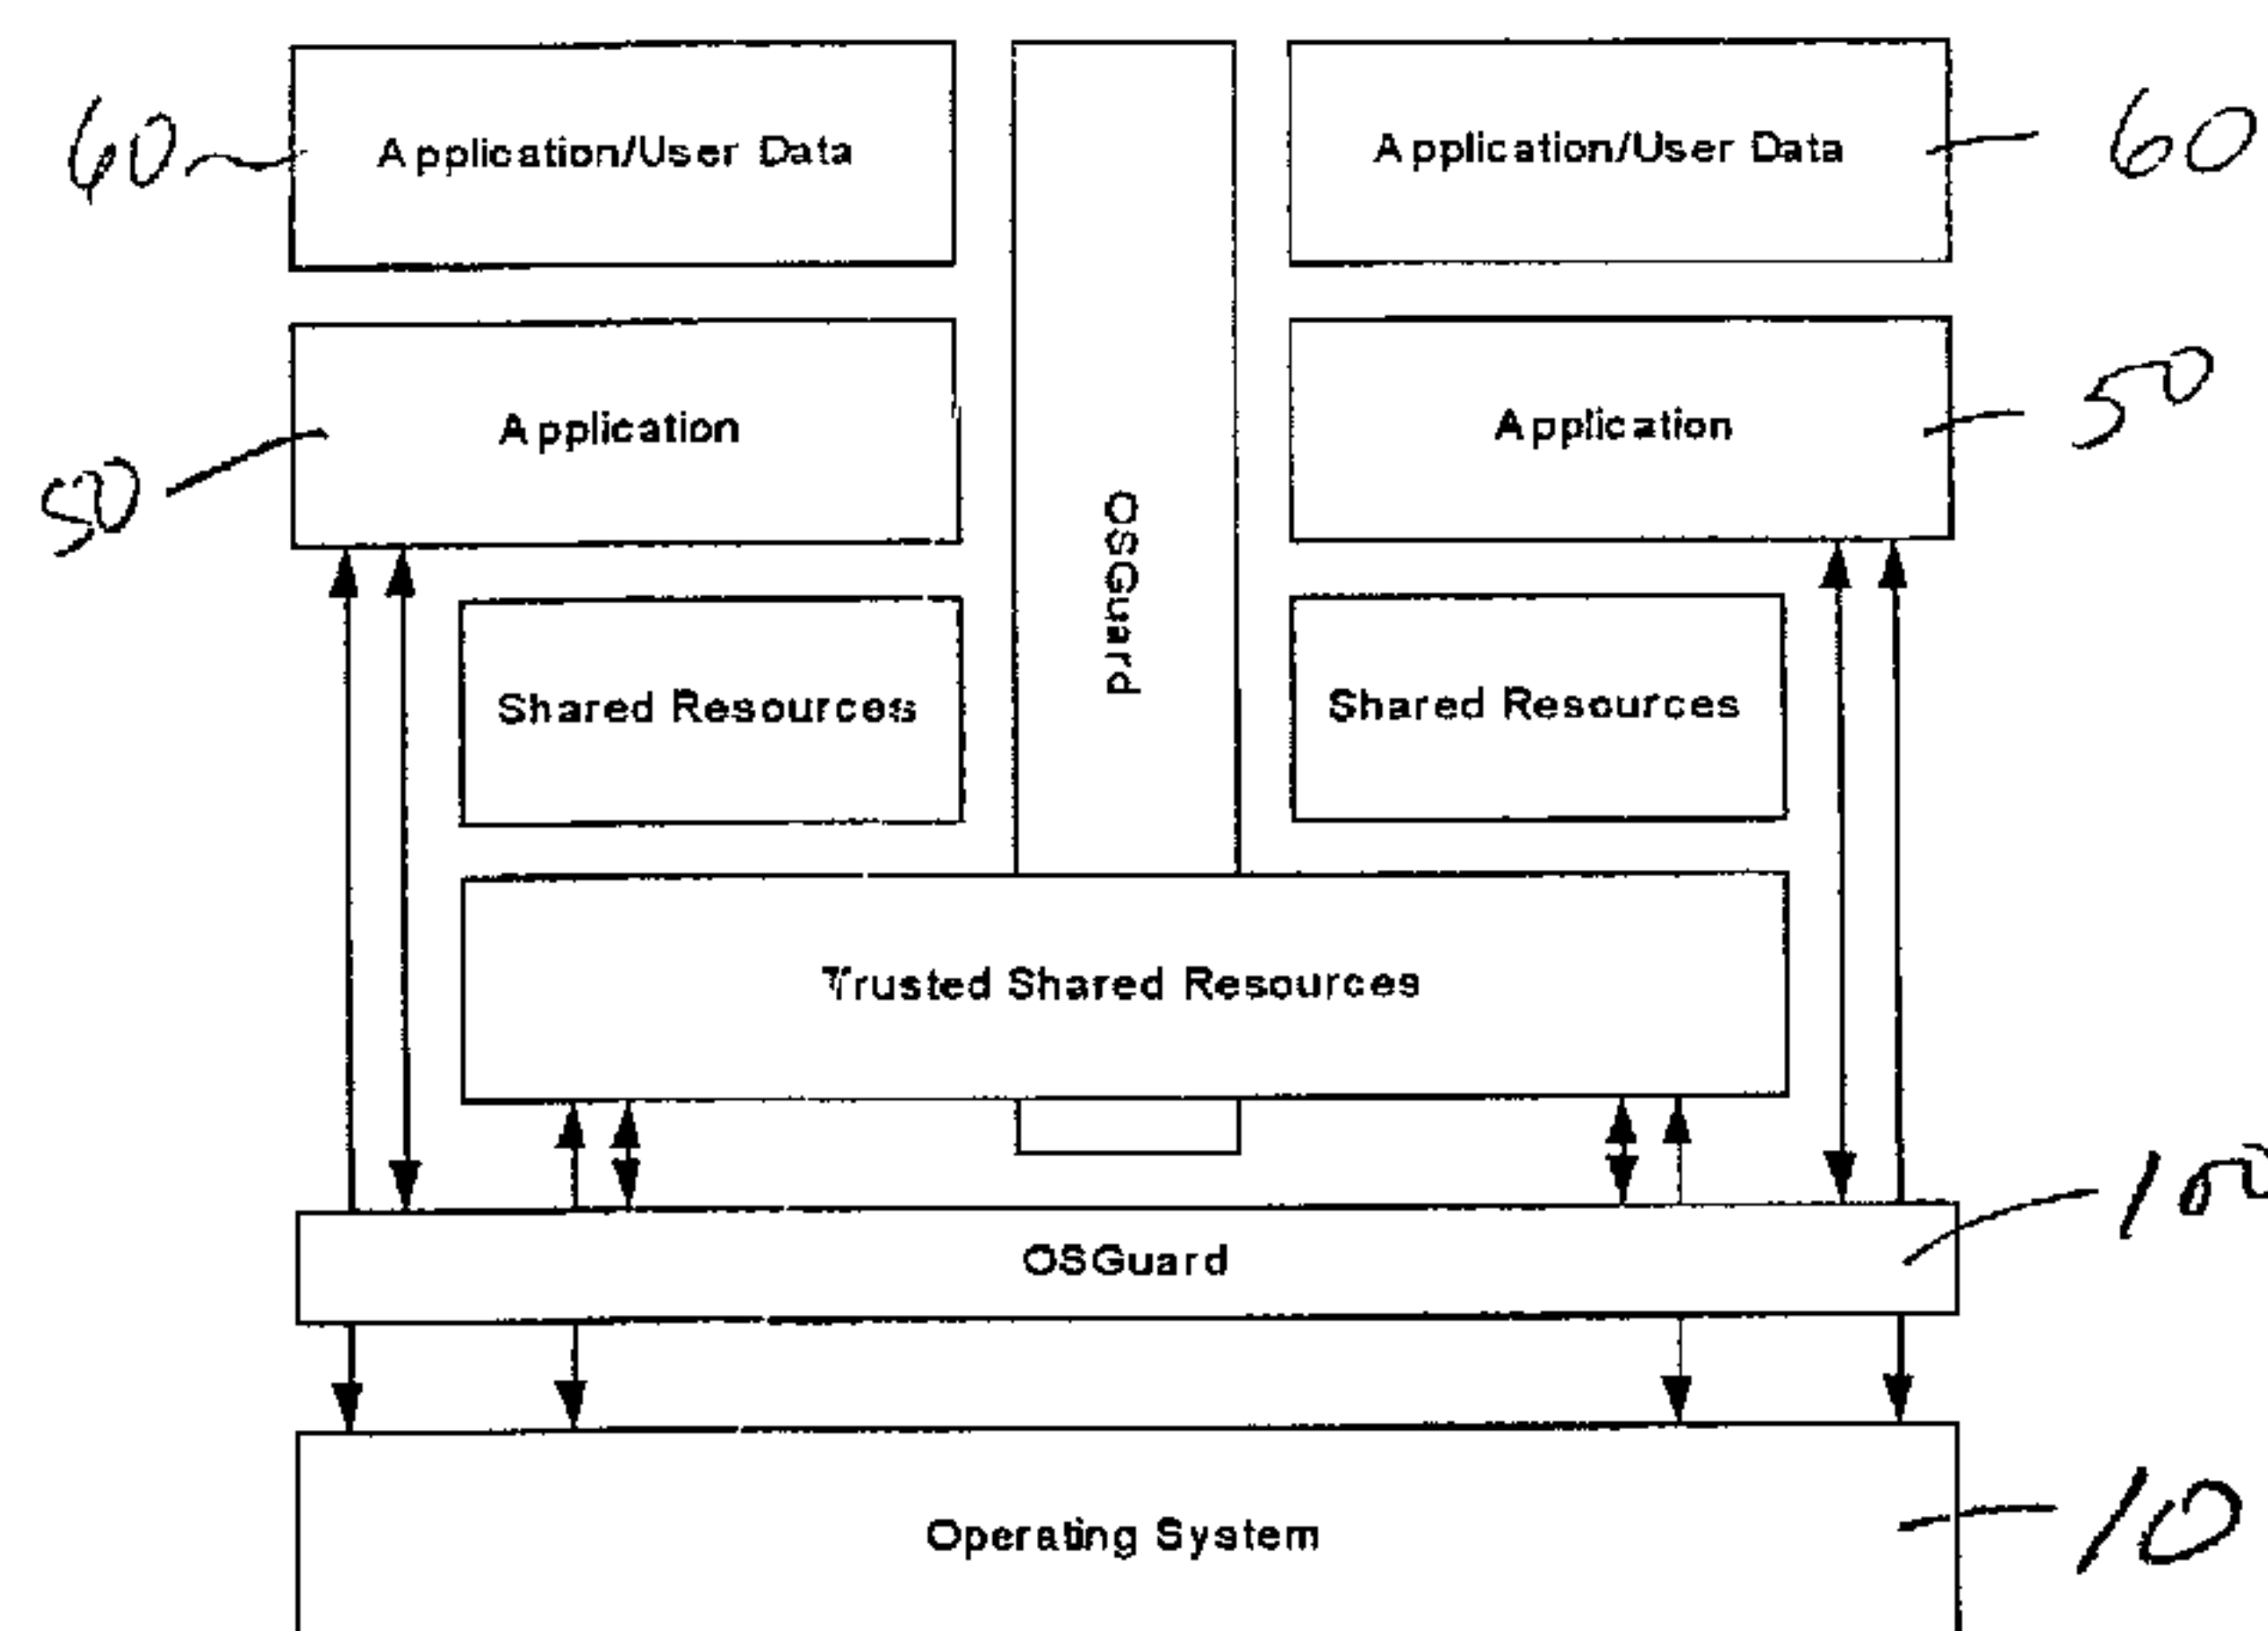 60 Application/User Data Application/User Data 60
Application Application 50
50
OSGuard
Shared Resources Shared Resources
Trusted Shared Resources
100
OSGuard
Operating System 10